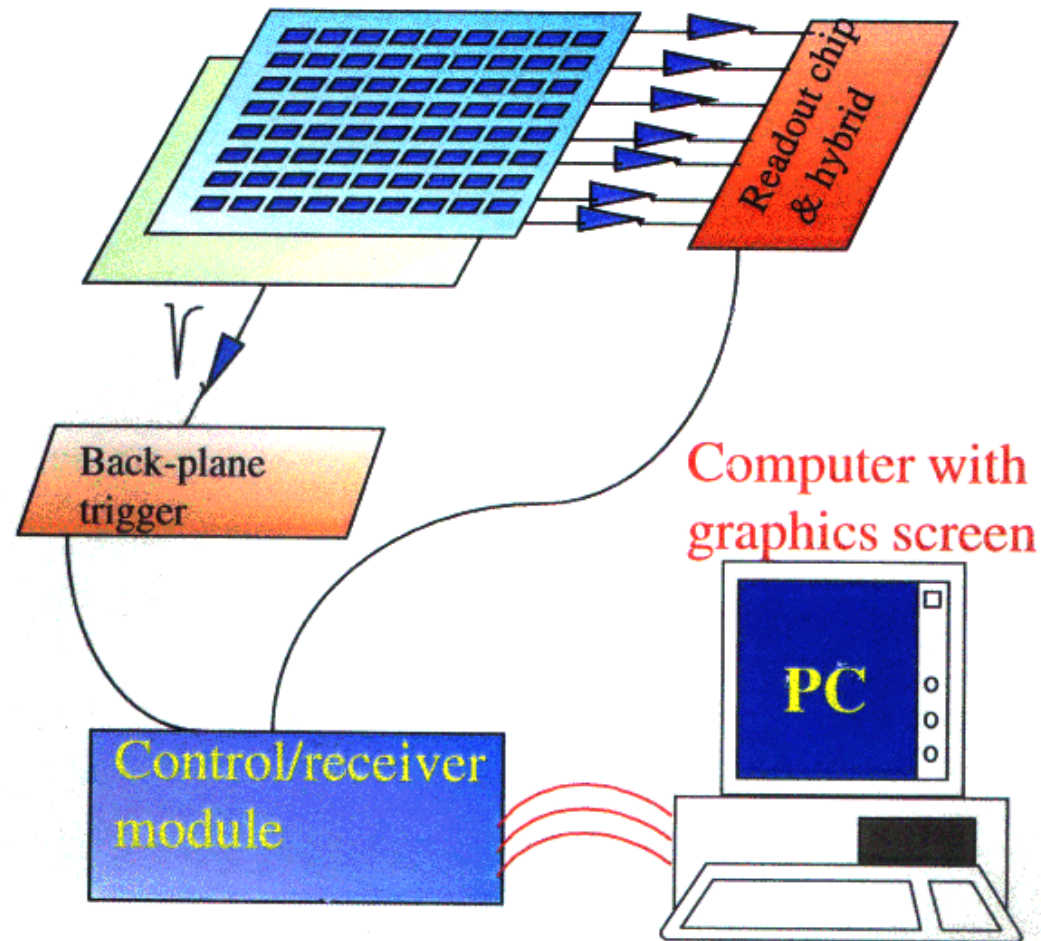 Readout chip
& hybrid
Back-plane
trigger
Computer with
graphics screen
PC
Control/receiver
module